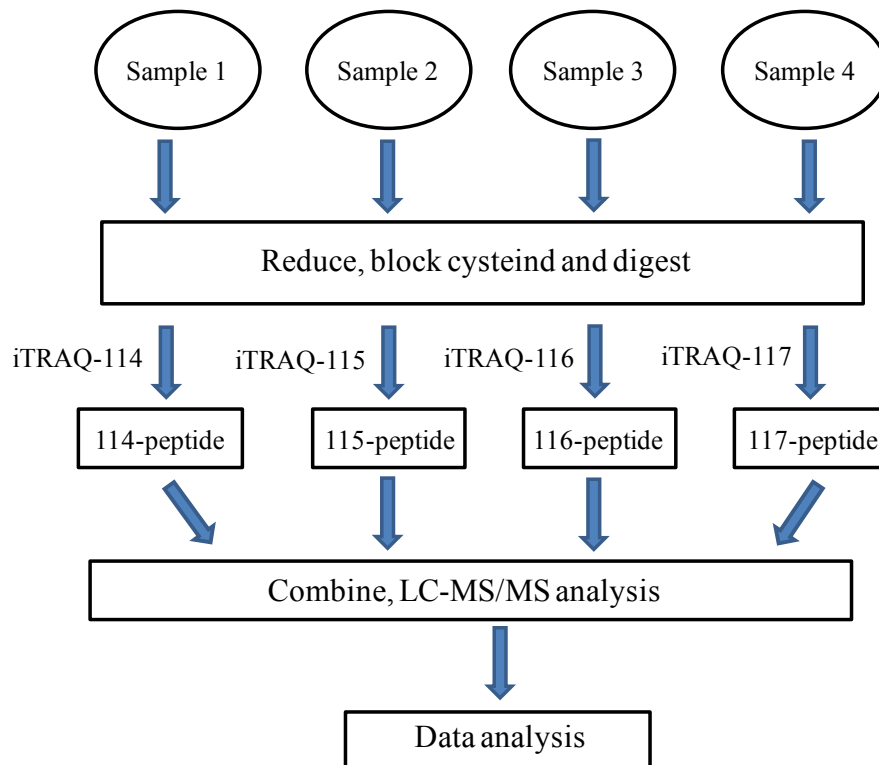 Sample 1
Sample 2
Sample 3
Sample 4
Reduce, block cysteind and digest
iTRAQ-114
iTRAQ-115
iTRAQ-116
iTRAQ-117
114-peptide
115-peptide
116-peptide
117-peptide
Combine, LC-MS/MS analysis
Data analysis